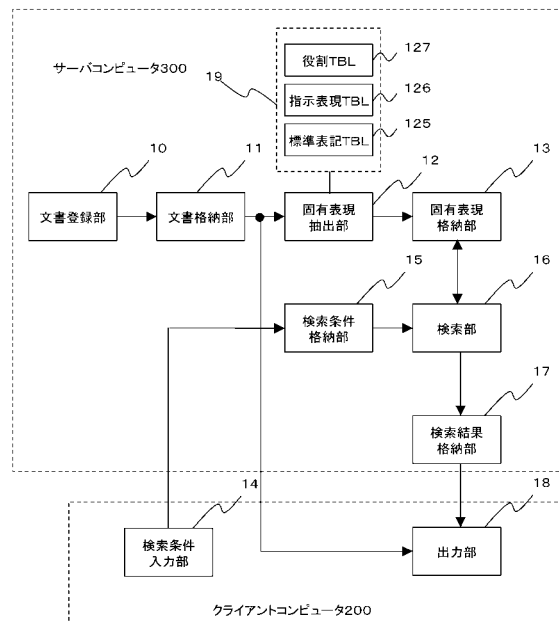 役割TBL
127
サーバコンピュータ300
19
指示表現TBL
126
標準表記TBL
125
10
11
12
13
文書登録部
文書格納部
固有表現
抽出部
固有表現
格納部
15
16
検索条件
格納部
検索部
17
検索結果
格納部
14
18
検索条件
入力部
出力部
クライアントコンピュータ200